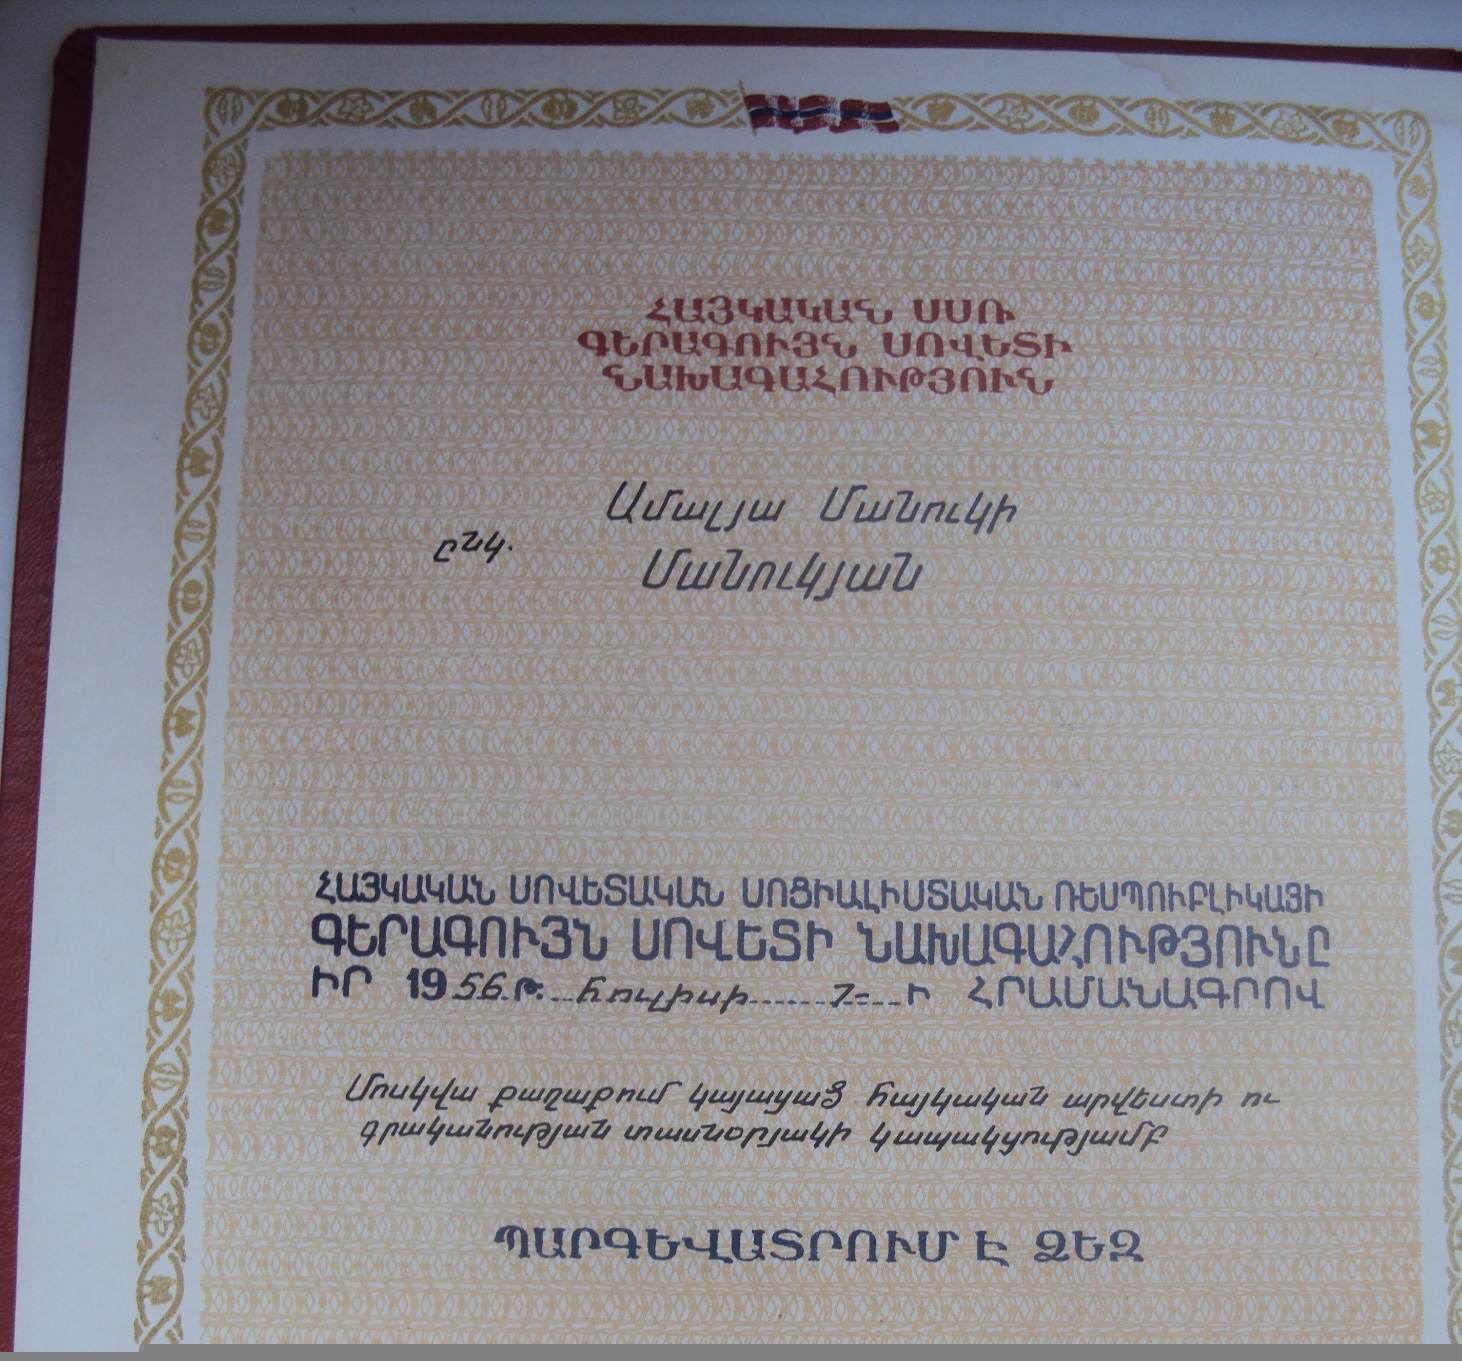 ՀԱՅԿԱԿԱՆ ՍՍՌ
ԳԵՐԱԳՈՒՅՆ ՍՈՎԵՏԻ
ՆԱԽԱԳԱՀՈՒԹՅՈՒՆ
Ամալյա Մանուկի
ընկ.
Մանուկյան
ՀԱՅԿԱԿԱՆ ՍՈՎԵՏԱԿԱՆ ՍՈՑԻԱԼԻՍՏԱԿԱՆ ՌԵՍՊՈՒԲԼԻԿԱՅԻ
ԳԵՐԱԳՈՒՅՆ ՍՈՎԵՏԻ ՆԱԽԱԳԱՀՈՒԹՅՈՒՆԸ
ԻՐ 1956 թ. հուլիսի 7-Ի ՀՐԱՄԱՆԱԳՐՈՎ
Մոսկվա քաղաքում կայացած հայկական արվեստի ու
գրականության տասնօրյակի կապակցությամբ
ՊԱՐԳԵՎԱՏՐՈՒՄ Է ՁԵԶ